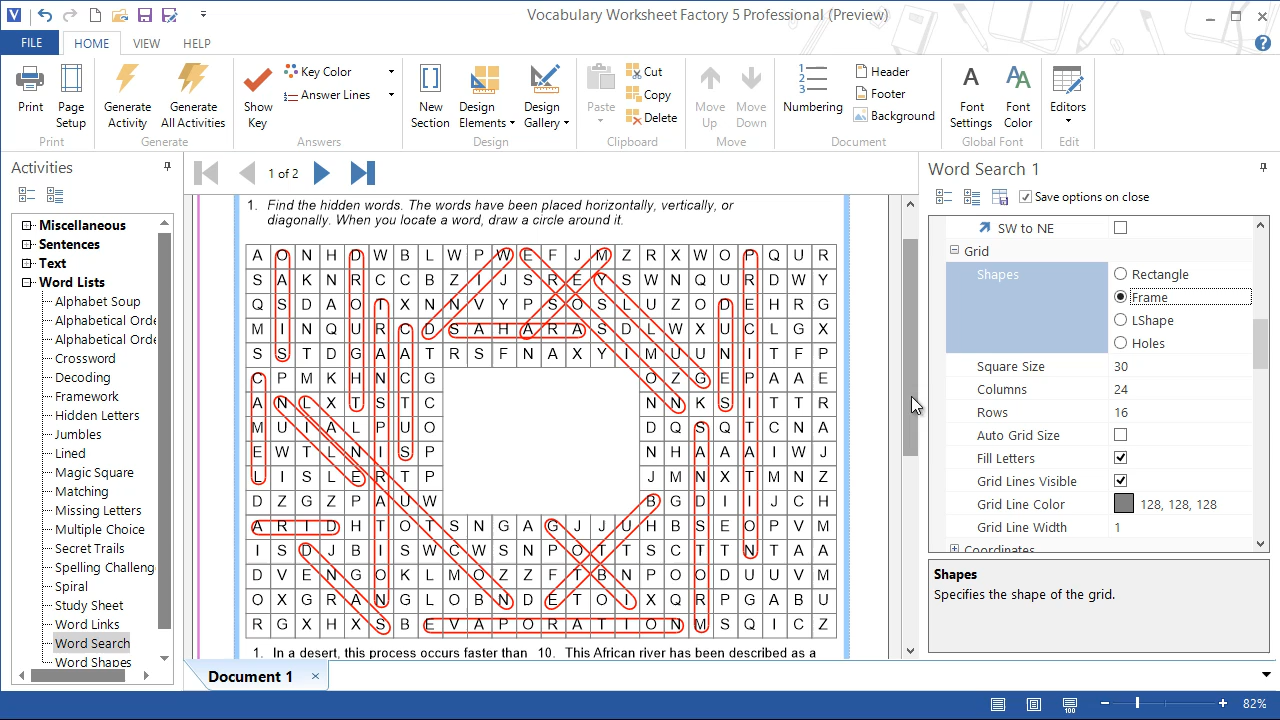 Vocabulary Worksheet Factory 5 Professional (Preview)
FILE HOME VIEW HELP
Print
Page Setup
Print
Generate Activity
Generate All Activities
Generate
Show Key
Key Color
Answer Lines
Answers
New Section
Design Elements
Design Gallery
Design
Paste
Cut
Copy
Delete
Clipboard
Move Up
Move Down
Move
Numbering
Header
Footer
Background
Document
Font Settings
Font Color
Global Font
Editors
Edit
Activities
Miscellaneous
Sentences
Text
Word Lists
Alphabet Soup
Alphabetical Orde
Alphabetical Orde
Crossword
Decoding
Framework
Hidden Letters
Jumbles
Lined
Magic Square
Matching
Missing Letters
Multiple Choice
Secret Trails
Spelling Challeng
Spiral
Study Sheet
Word Links
Word Search
Word Shapes
1 of 2
1. Find the hidden words. The words have been placed horizontally, vertically, or
diagonally. When you locate a word, draw a circle around it.
A O N H D W B L W P W E F J M Z R X W O P Q U R
S A K N R C C B Z I J S R E Y S W N Q U R D W Y
Q S D A O T X N N V Y P S O S L U Z O D E H R G
M I N Q U R C D S A H A R A S D L W X U C L G X
S S T D G A A T R S F N A X Y I M U U N I T F P
C P M K H N C G O Z G E P A A E
A N L X T S T C N N K S I T T R
M U I A L P U O D Q S Q T C N A
E W T L N I S P N H A A A I W J
L I S L E R T P J M N X T M N Z
D Z G Z P A U W B G D I I J C H
A R I D H T O T S N G A G J J U H B S E O P V M
I S D J B I S W C W S N P O T T S C T T N T A A
D V E N G O K L M O Z Z F T B N P O O D U U V M
O X G R A N G L O B N D E T O I X Q R P G A B U
R G X H X S B E V A P O R A T I O N M S Q I C Z
1. In a desert, this process occurs faster than 10. This African river has been described as a
Document 1
Word Search 1
Save options on close
SW to NE
Grid
Shapes
Rectangle
Frame
LShape
Holes
Square Size 30
Columns 24
Rows 16
Auto Grid Size
Fill Letters
Grid Lines Visible
Grid Line Color 128, 128, 128
Grid Line Width 1
Coordinates
Shapes
Specifies the shape of the grid.
100
82%